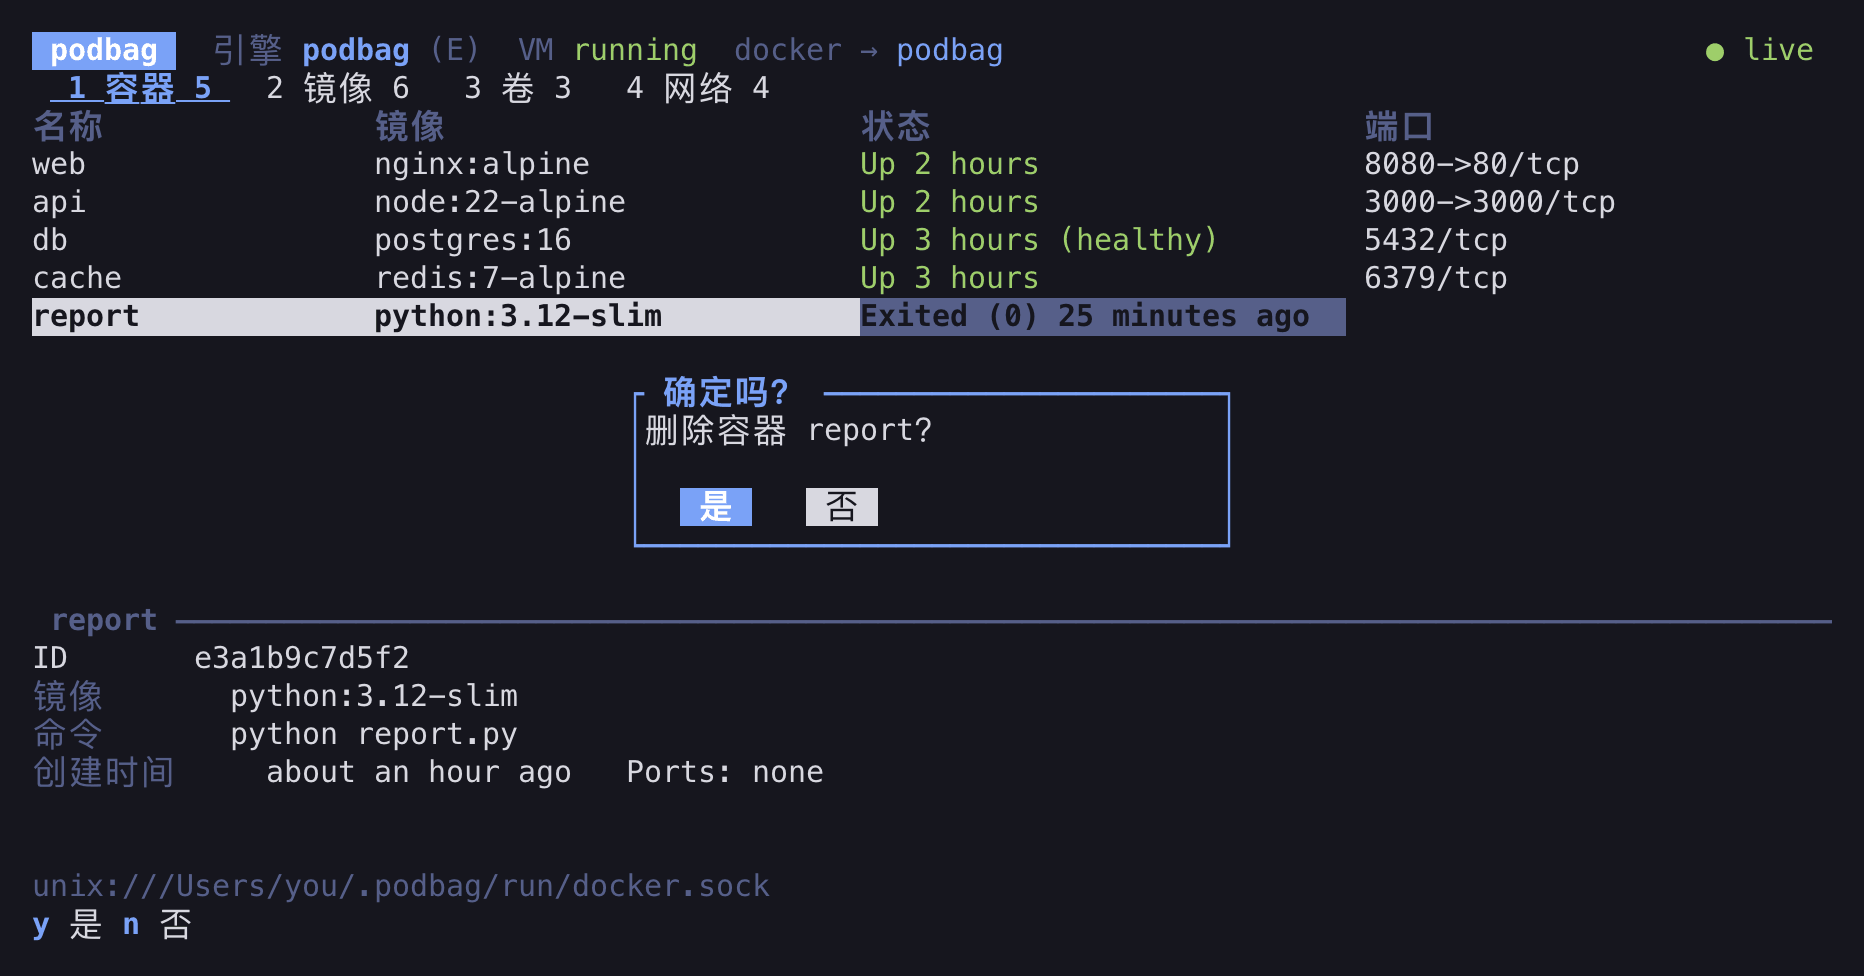 podbag 引擎 podbag (E) VM running docker → podbag ● live
1 容器 5 2 镜像 6 3 卷 3 4 网络 4
名称 镜像 状态 端口
web nginx:alpine Up 2 hours 8080->80/tcp
api node:22-alpine Up 2 hours 3000->3000/tcp
db postgres:16 Up 3 hours (healthy) 5432/tcp
cache redis:7-alpine Up 3 hours 6379/tcp
report python:3.12-slim Exited (0) 25 minutes ago
确定吗?
删除容器 report?
是 否
report
ID e3a1b9c7d5f2
镜像 python:3.12-slim
命令 python report.py
创建时间 about an hour ago Ports: none
unix:///Users/you/.podbag/run/docker.sock
y 是 n 否